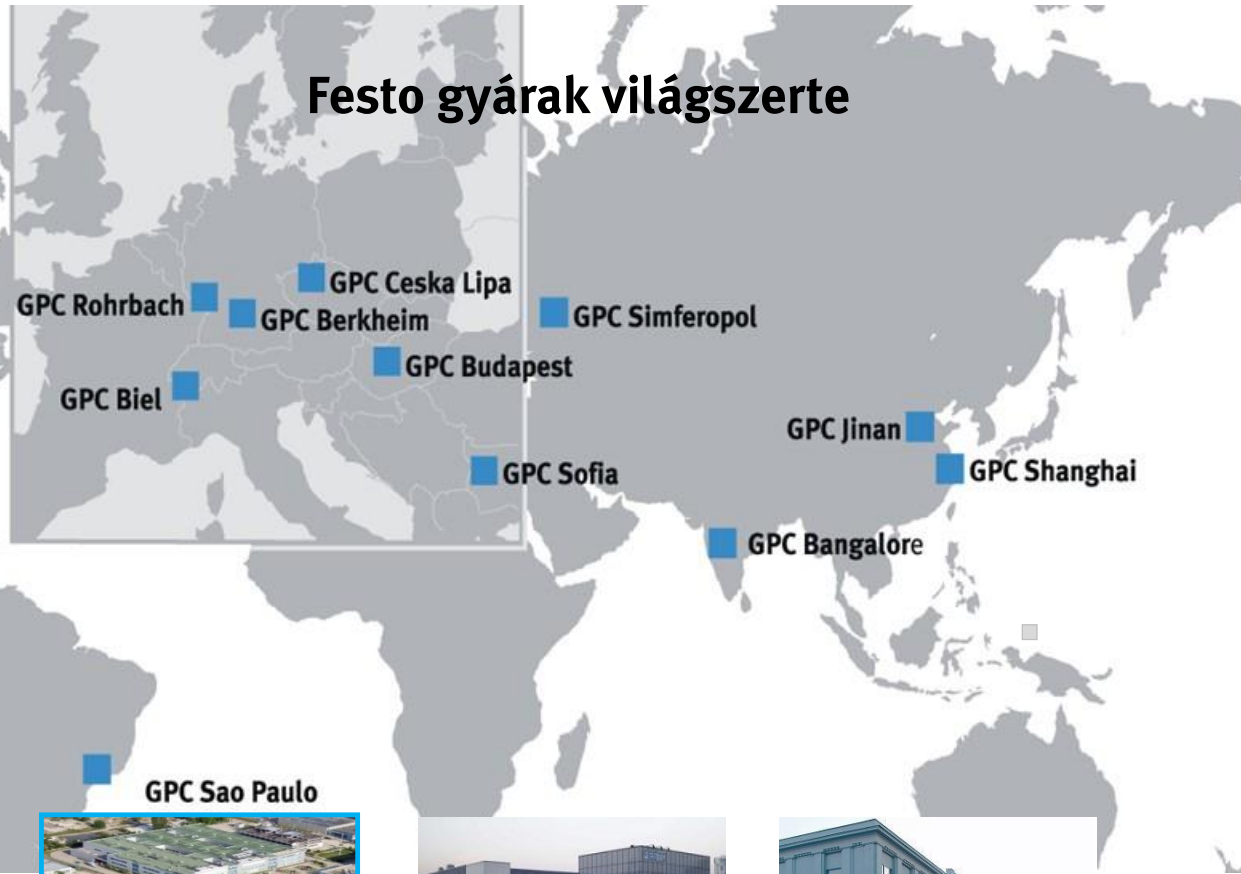 Festo gyárak világszerte
GPC Ceska Lipa
GPC Rohrbach
GPC Berkheim
GPC Simferopol
GPC Budapest
GPC Biel
GPC Jinan
GPC Sofia
GPC Shanghai
GPC Bangalore
GPC Sao Paulo